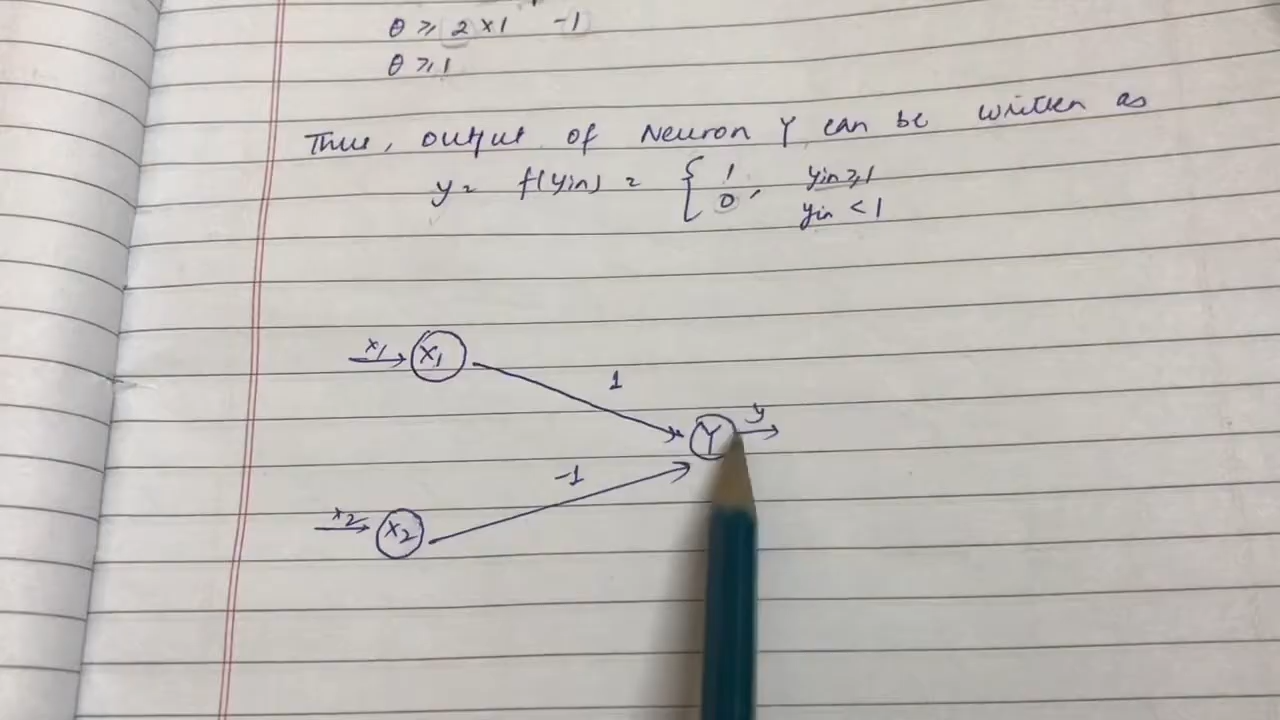 θ ≥ 2 x1 -1
θ ≥ 1
Thus, output of Neuron Y can be written as
y = f(yin) = { 1 yin ≥ 1
0, yin < 1
x1 X1
1
y
Y
-1
x2 X2